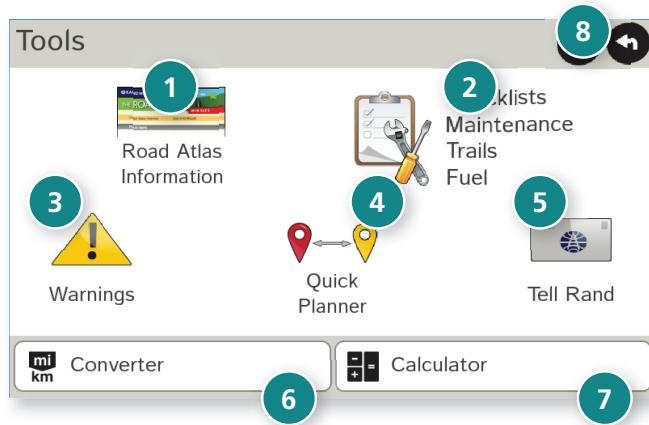 Tools
8
1
2
Maintenance
Trails
Fuel
Road Atlas
Information
3
4
5
Warnings
Quick
Planner
Tell Rand
mi
km
Converter
Calculator
6
7